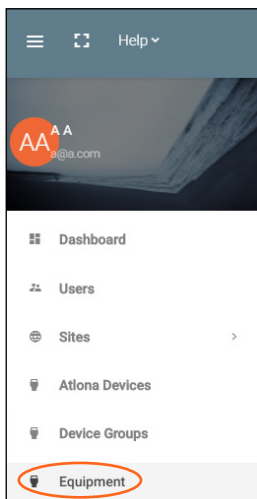 Help
AA
A A
a@a.com
Dashboard
Users
Sites
Atlona Devices
Device Groups
Equipment